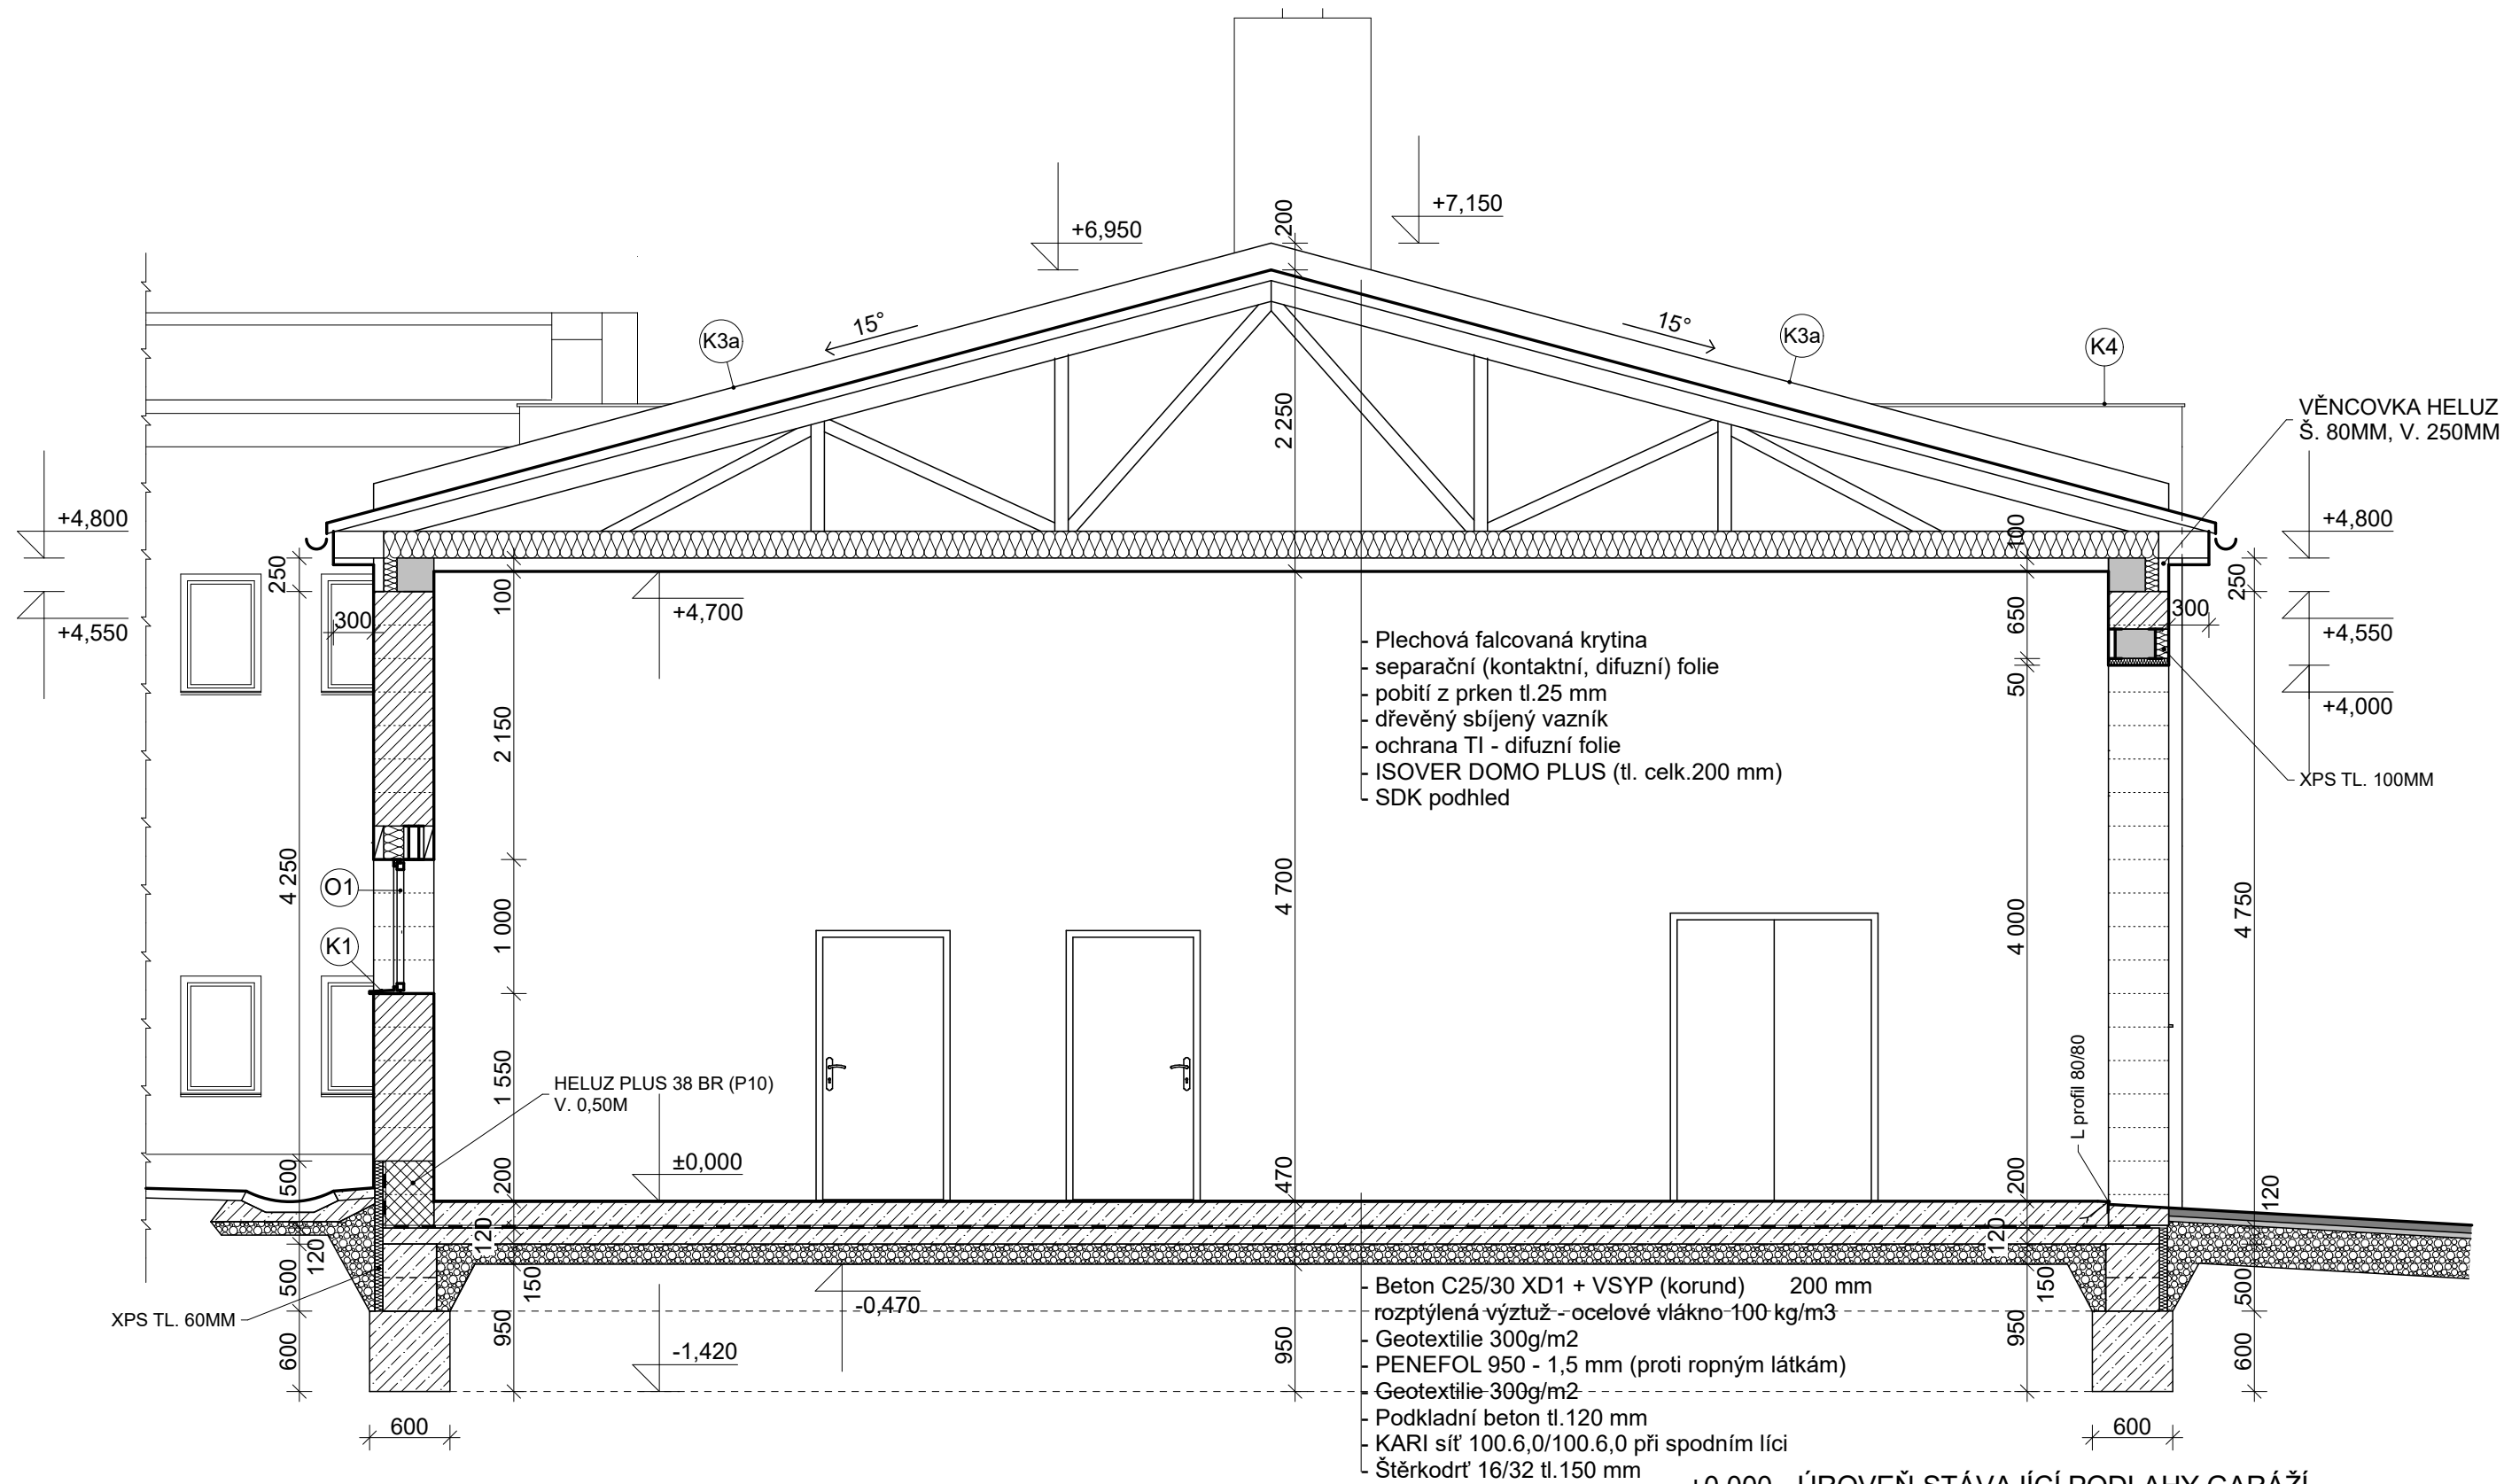 +7,150
200
+6,950
15°
15°
K3a
K3a
K4
2 250
VĚNCOVKA HELUZ
Š. 80MM, V. 250MM
+4,800
+4,800
100
250
250
100
+4,700
300
300
+4,550
+4,550
650
50
+4,000
- Plechová falcovaná krytina
- separační (kontaktní, difuzní) folie
- pobití z prken tl.25 mm
- dřevěný sbíjený vazník
- ochrana TI - difuzní folie
- ISOVER DOMO PLUS (tl. celk.200 mm)
- SDK podhled
2 150
XPS TL. 100MM
4 250
O1
4 700
4 750
1 000
4 000
K1
1 550
HELUZ PLUS 38 BR (P10)
V. 0,50M
L profil 80/80
±0,000
500
200
470
200
120
120
120
120
500
150
-0,470
150
500
XPS TL. 60MM
600
950
-1,420
950
950
600
- Beton C25/30 XD1 + VSYP (korund) 200 mm
rozptýlená výztuž - ocelové vlákno 100 kg/m3
- Geotextilie 300g/m2
- PENEFOL 950 - 1,5 mm (proti ropným látkám)
- Geotextilie 300g/m2
- Podkladní beton tl.120 mm
- KARI síť 100.6,0/100.6,0 při spodním líci
- Štěrkodrť 16/32 tl.150 mm
600
600
±0,000 - ÚROVEŇ STÁVAJÍCÍ PODLAHY GARÁŽÍ